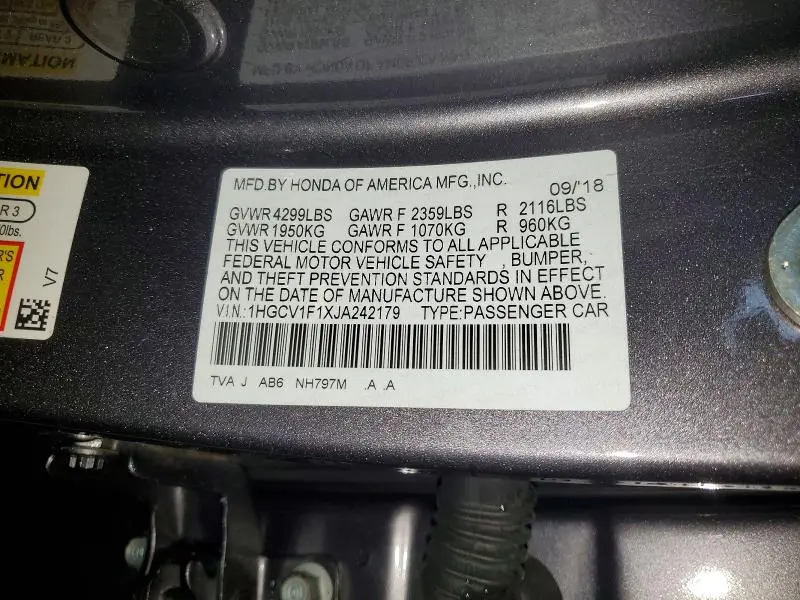 TION
R 3
0lbs.
R'S
R
V7
MFD.BY HONDA OF AMERICA MFG.,INC. 09/'18
GVWR 4299LBS GAWR F 2359LBS R 2116LBS
GVWR 1950KG GAWR F 1070KG R 960KG
THIS VEHICLE CONFORMS TO ALL APPLICABLE
FEDERAL MOTOR VEHICLE SAFETY , BUMPER,
AND THEFT PREVENTION STANDARDS IN EFFECT
ON THE DATE OF MANUFACTURE SHOWN ABOVE.
V.I.N.:1HGCV1F1XJA242179 TYPE:PASSENGER CAR
TVA J AB6 NH797M .A .A